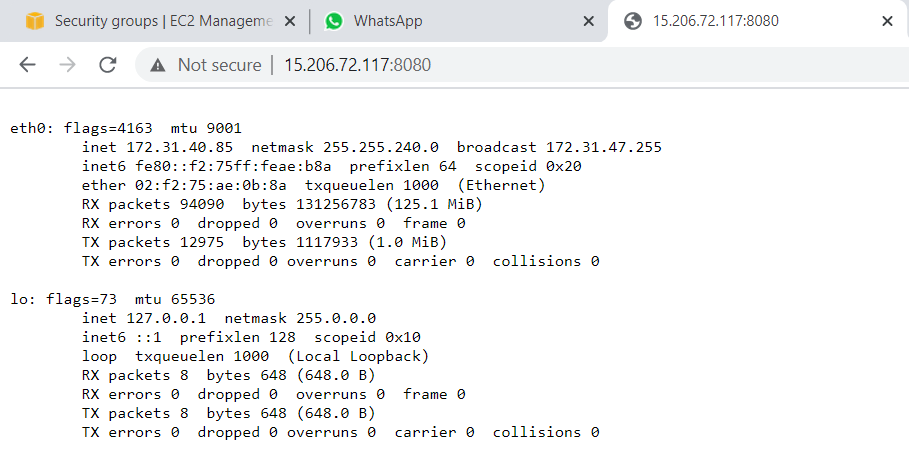 Security groups | EC2 Manageme
WhatsApp
15.206.72.117:8080
Not secure | 15.206.72.117:8080
eth0: flags=4163  mtu 9001
        inet 172.31.40.85  netmask 255.255.240.0  broadcast 172.31.47.255
        inet6 fe80::f2:75ff:feae:b8a  prefixlen 64  scopeid 0x20
        ether 02:f2:75:ae:0b:8a  txqueuelen 1000  (Ethernet)
        RX packets 94090  bytes 131256783 (125.1 MiB)
        RX errors 0  dropped 0  overruns 0  frame 0
        TX packets 12975  bytes 1117933 (1.0 MiB)
        TX errors 0  dropped 0 overruns 0  carrier 0  collisions 0
lo: flags=73  mtu 65536
        inet 127.0.0.1  netmask 255.0.0.0
        inet6 ::1  prefixlen 128  scopeid 0x10
        loop  txqueuelen 1000  (Local Loopback)
        RX packets 8  bytes 648 (648.0 B)
        RX errors 0  dropped 0  overruns 0  frame 0
        TX packets 8  bytes 648 (648.0 B)
        TX errors 0  dropped 0 overruns 0  carrier 0  collisions 0